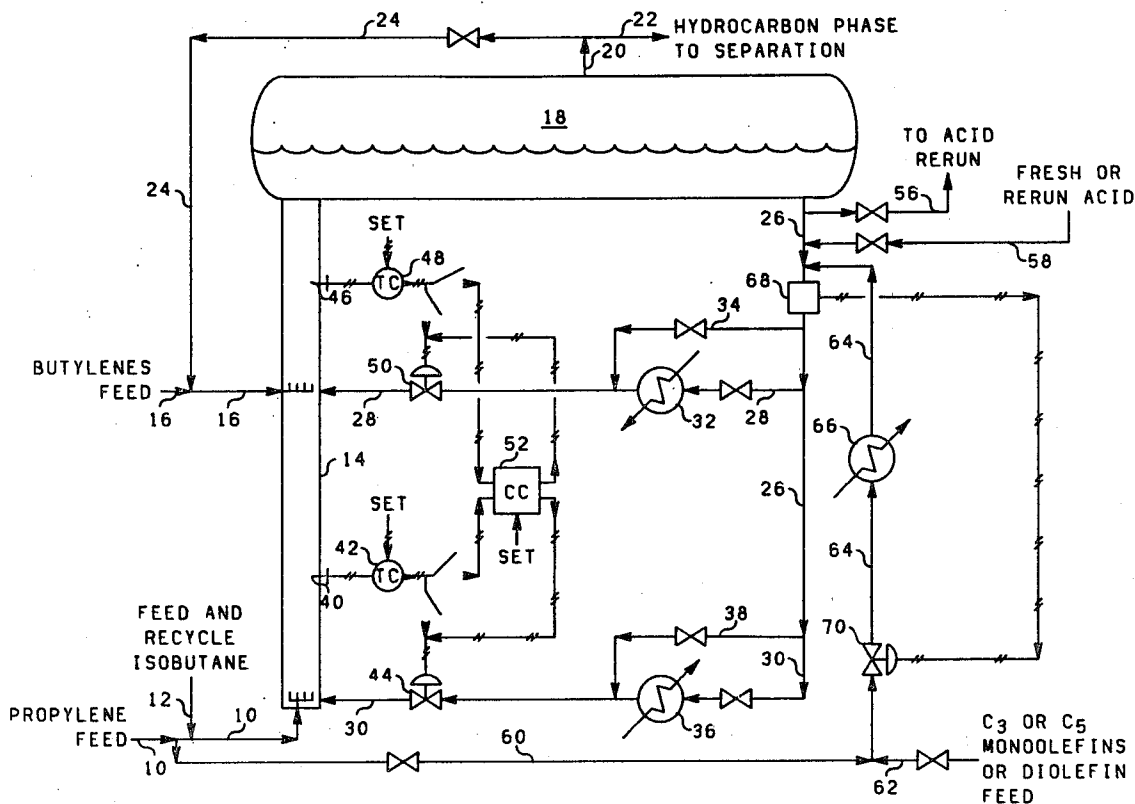 24
22
HYDROCARBON PHASE
TO SEPARATION
20
18
TO ACID
RERUN
FRESH OR
RERUN ACID
24
26
56
58
SET
TC
48
46
68
34
64
BUTYLENES
FEED
50
16
16
28
32
28
66
14
52
CC
SET
26
SET
42
TC
40
64
FEED AND
RECYCLE
ISOBUTANE
38
70
44
30
12
30
36
PROPYLENE
FEED
10
10
60
62
C3 OR C5
MONOOLEFINS
OR DIOLEFIN
FEED